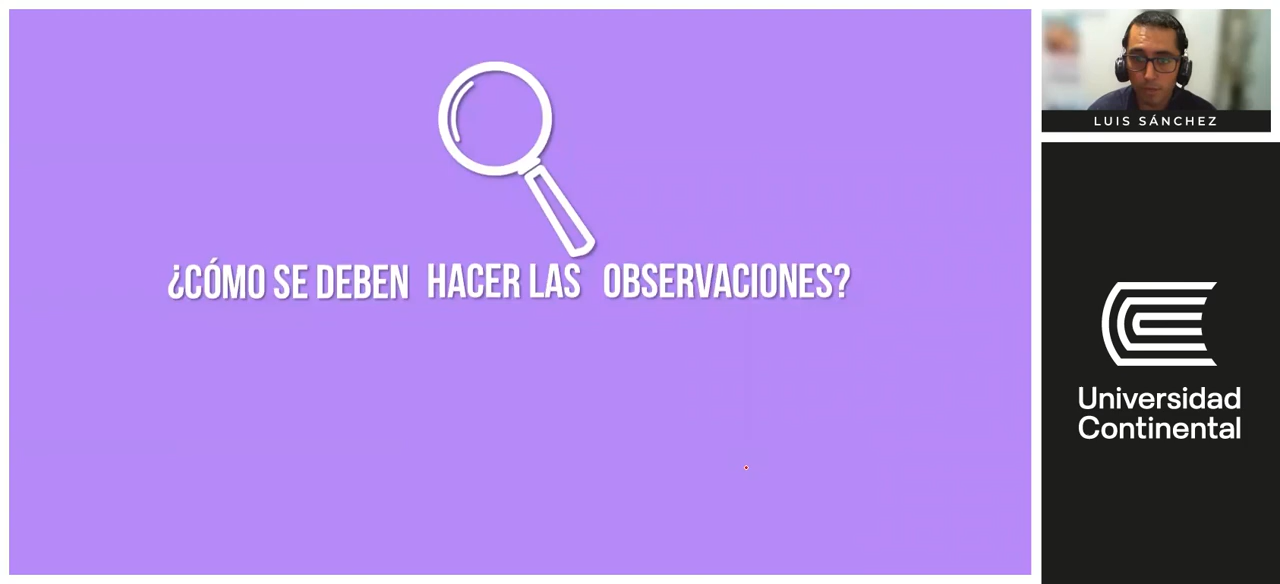 ¿CÓMO SE DEBEN HACER LAS OBSERVACIONES?
LUIS SÁNCHEZ
Universidad
Continental